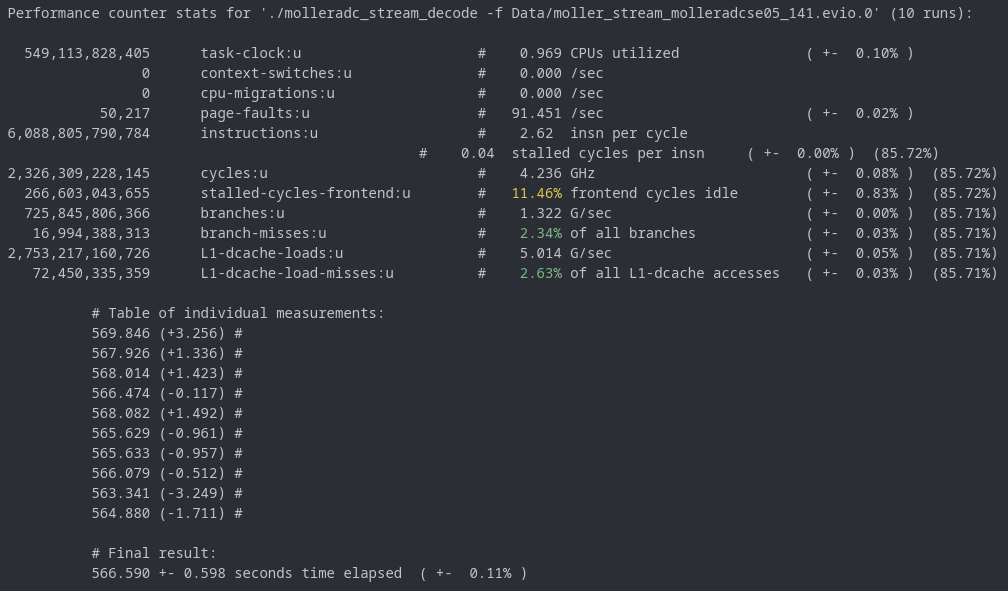 Performance counter stats for './molleradc_stream_decode -f Data/moller_stream_molleradcse05_141.evio.0' (10 runs):
549,113,828,405 task-clock:u # 0.969 CPUs utilized ( +- 0.10% )
0 context-switches:u # 0.000 /sec
0 cpu-migrations:u # 0.000 /sec
50,217 page-faults:u # 91.451 /sec ( +- 0.02% )
6,088,805,790,784 instructions:u # 2.62 insn per cycle
# 0.04 stalled cycles per insn ( +- 0.00% ) (85.72%)
2,326,309,228,145 cycles:u # 4.236 GHz ( +- 0.08% ) (85.72%)
266,603,043,655 stalled-cycles-frontend:u # 11.46% frontend cycles idle ( +- 0.83% ) (85.72%)
725,845,806,366 branches:u # 1.322 G/sec ( +- 0.00% ) (85.71%)
16,994,388,313 branch-misses:u # 2.34% of all branches ( +- 0.03% ) (85.71%)
2,753,217,160,726 L1-dcache-loads:u # 5.014 G/sec ( +- 0.05% ) (85.71%)
72,450,335,359 L1-dcache-load-misses:u # 2.63% of all L1-dcache accesses ( +- 0.03% ) (85.71%)
# Table of individual measurements:
569.846 (+3.256) #
567.926 (+1.336) #
568.014 (+1.423) #
566.474 (-0.117) #
568.082 (+1.492) #
565.629 (-0.961) #
565.633 (-0.957) #
566.079 (-0.512) #
563.341 (-3.249) #
564.880 (-1.711) #
# Final result:
566.590 +- 0.598 seconds time elapsed ( +- 0.11% )